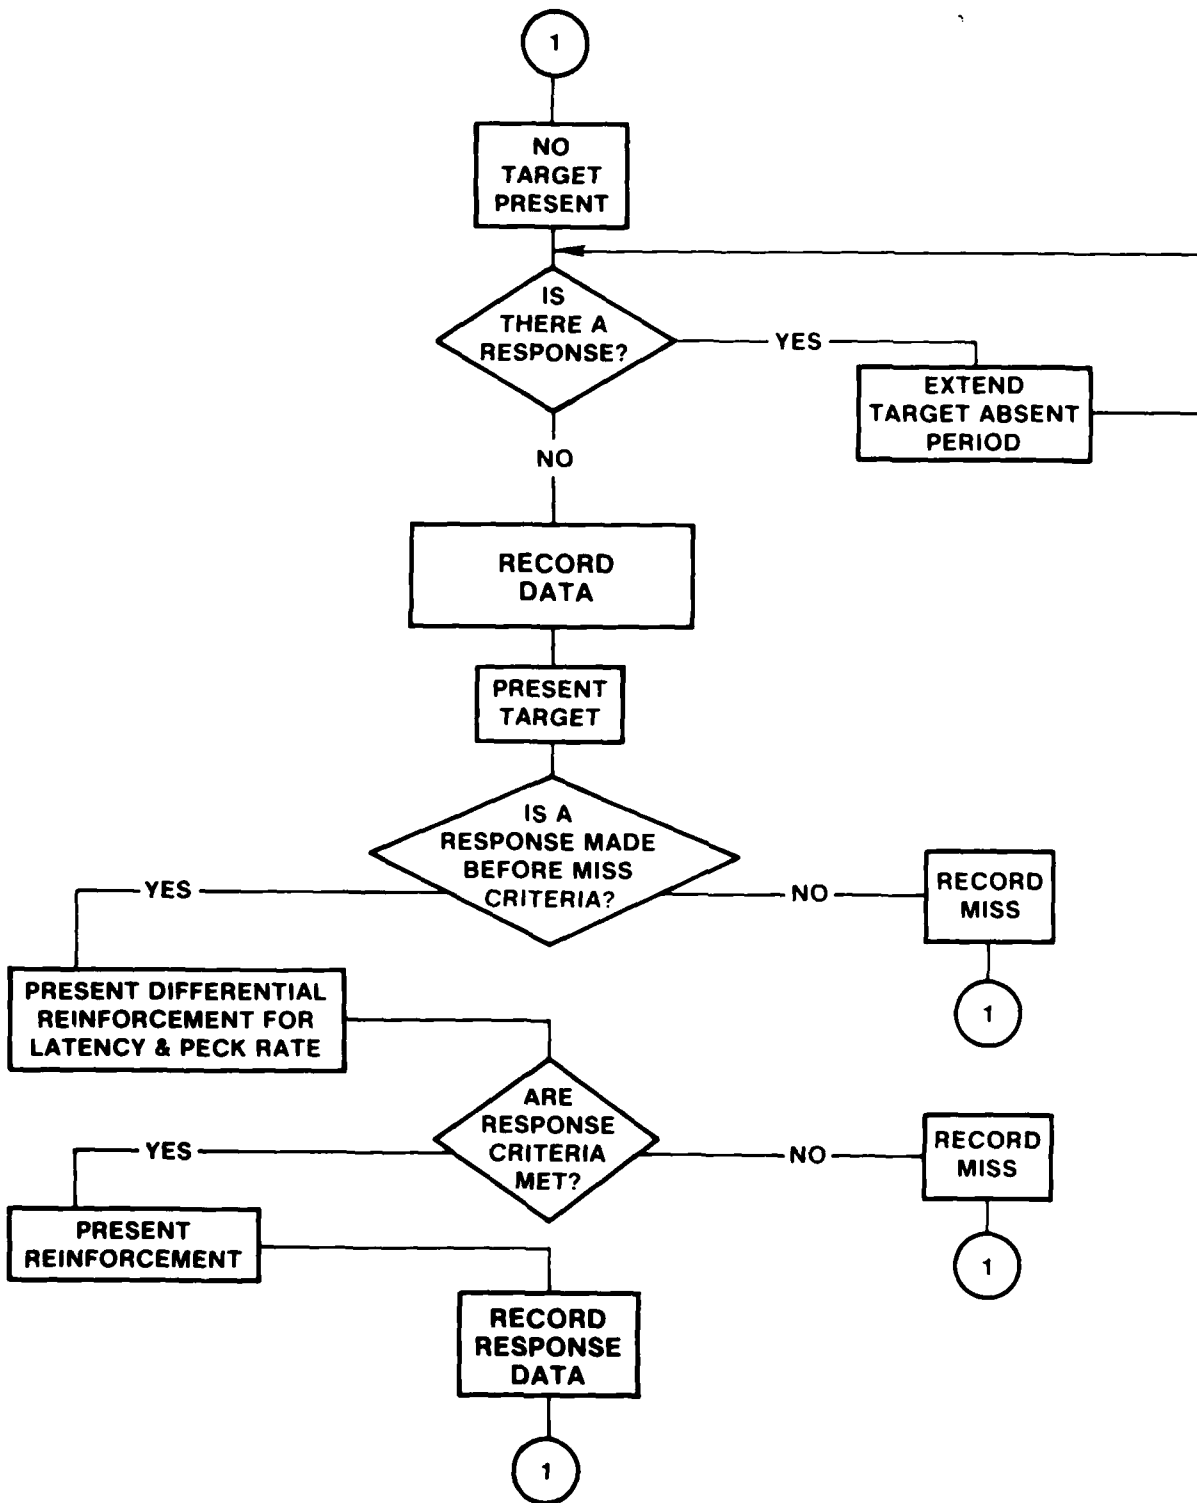 1
NO
TARGET
PRESENT
IS
THERE A
RESPONSE?
YES
EXTEND
TARGET ABSENT
PERIOD
NO
RECORD
DATA
PRESENT
TARGET
IS A
RESPONSE MADE
BEFORE MISS
CRITERIA?
YES
NO
RECORD
MISS
1
PRESENT DIFFERENTIAL
REINFORCEMENT FOR
LATENCY & PECK RATE
ARE
RESPONSE
CRITERIA
MET?
YES
NO
RECORD
MISS
1
PRESENT
REINFORCEMENT
RECORD
RESPONSE
DATA
1